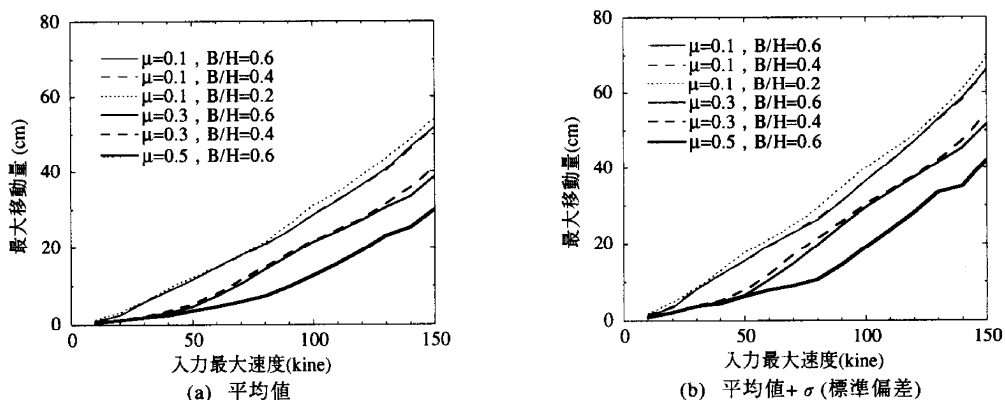 80
60
40
20
0
最大移動量 (cm)
μ=0.1 , B/H=0.6
μ=0.1 , B/H=0.4
μ=0.1 , B/H=0.2
μ=0.3 , B/H=0.6
μ=0.3 , B/H=0.4
μ=0.5 , B/H=0.6
0 50 100 150
入力最大速度(kine)
(a) 平均値
80
60
40
20
0
最大移動量 (cm)
μ=0.1 , B/H=0.6
μ=0.1 , B/H=0.4
μ=0.1 , B/H=0.2
μ=0.3 , B/H=0.6
μ=0.3 , B/H=0.4
μ=0.5 , B/H=0.6
0 50 100 150
入力最大速度(kine)
(b) 平均値+σ(標準偏差)